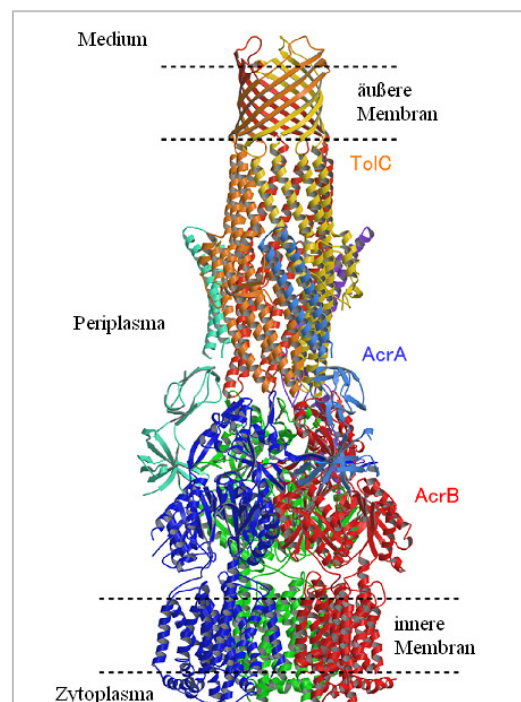 Medium
äußere
Membran
TolC
Periplasma
AcrA
AcrB
innere
Membran
Zytoplasma